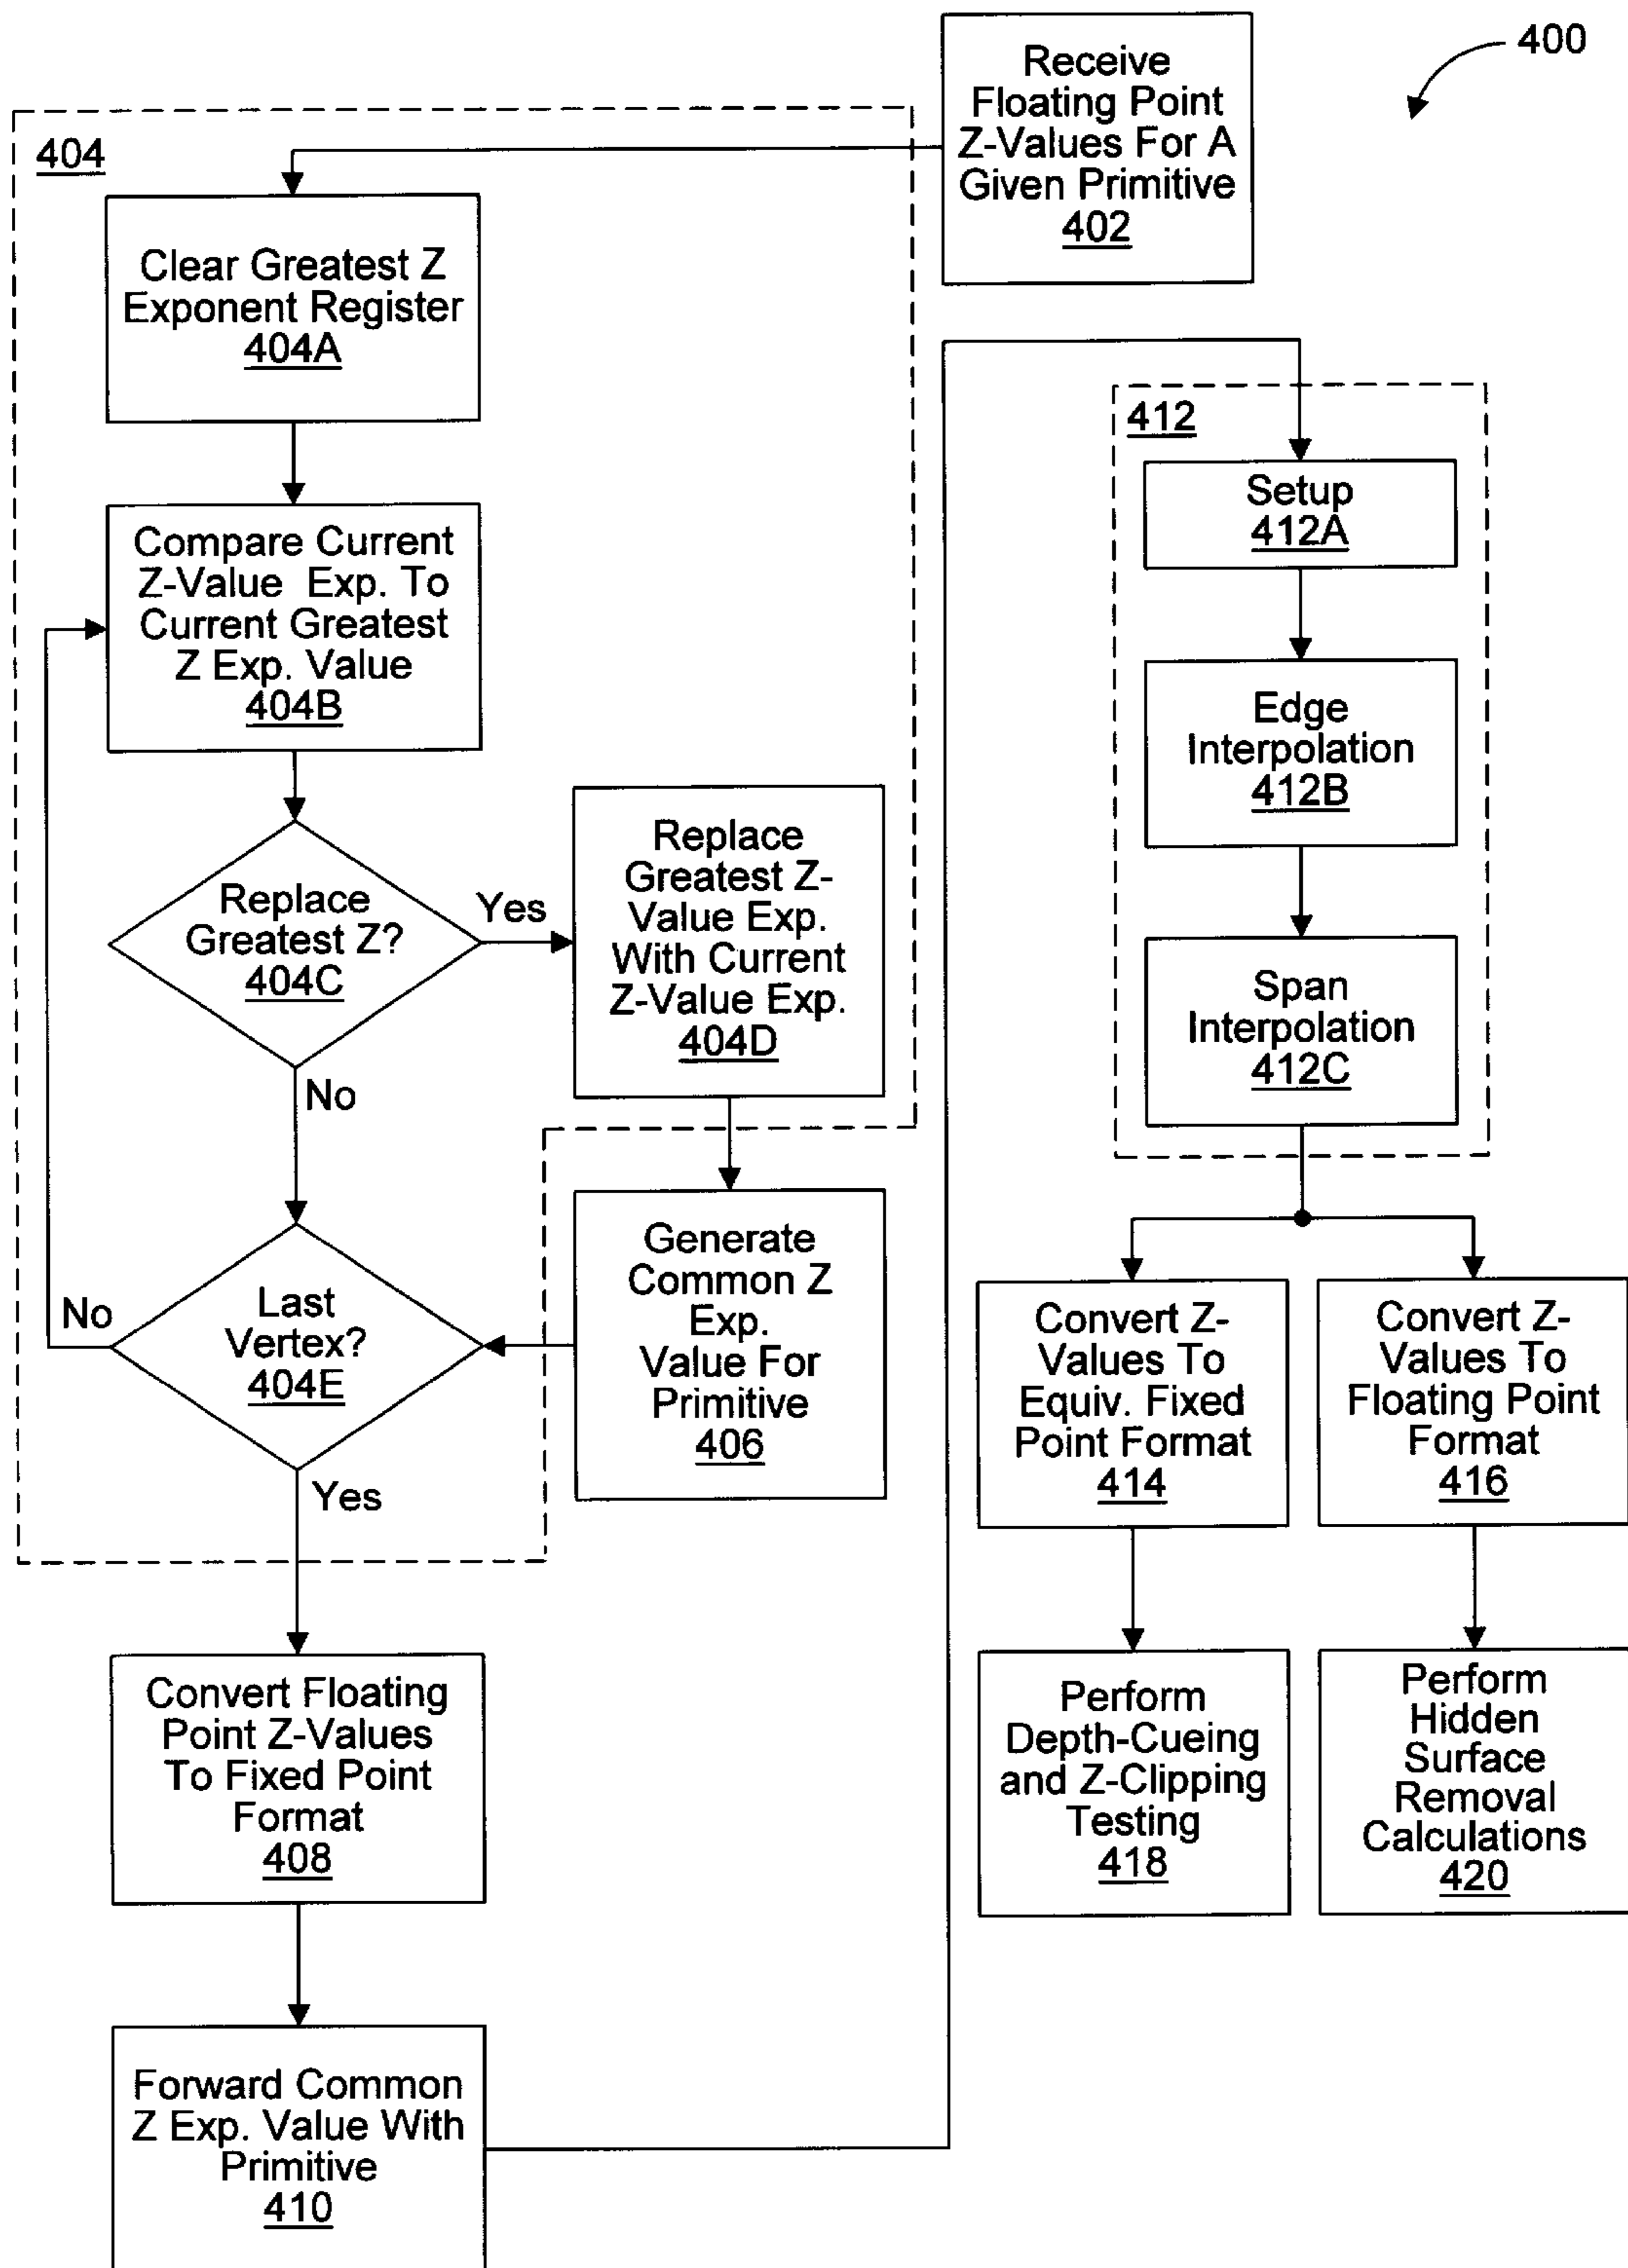 400
Receive
Floating Point
Z-Values For A
Given Primitive
402
404
Clear Greatest Z
Exponent Register
404A
Compare Current
Z-Value Exp. To
Current Greatest
Z Exp. Value
404B
Replace
Greatest Z?
404C
Yes
No
Replace
Greatest Z-
Value Exp.
With Current
Z-Value Exp.
404D
Generate
Common Z
Exp.
Value For
Primitive
406
Last
Vertex?
404E
No
Yes
Convert Floating
Point Z-Values
To Fixed Point
Format
408
Forward Common
Z Exp. Value With
Primitive
410
412
Setup
412A
Edge
Interpolation
412B
Span
Interpolation
412C
Convert Z-
Values To
Equiv. Fixed
Point Format
414
Convert Z-
Values To
Floating Point
Format
416
Perform
Depth-Cueing
and Z-Clipping
Testing
418
Perform
Hidden
Surface
Removal
Calculations
420